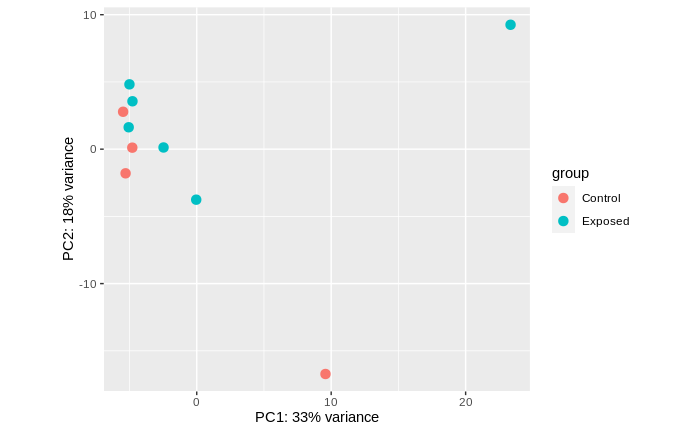 10
0
-10
0
10
20
PC1: 33% variance
PC2: 18% variance
group
Control
Exposed